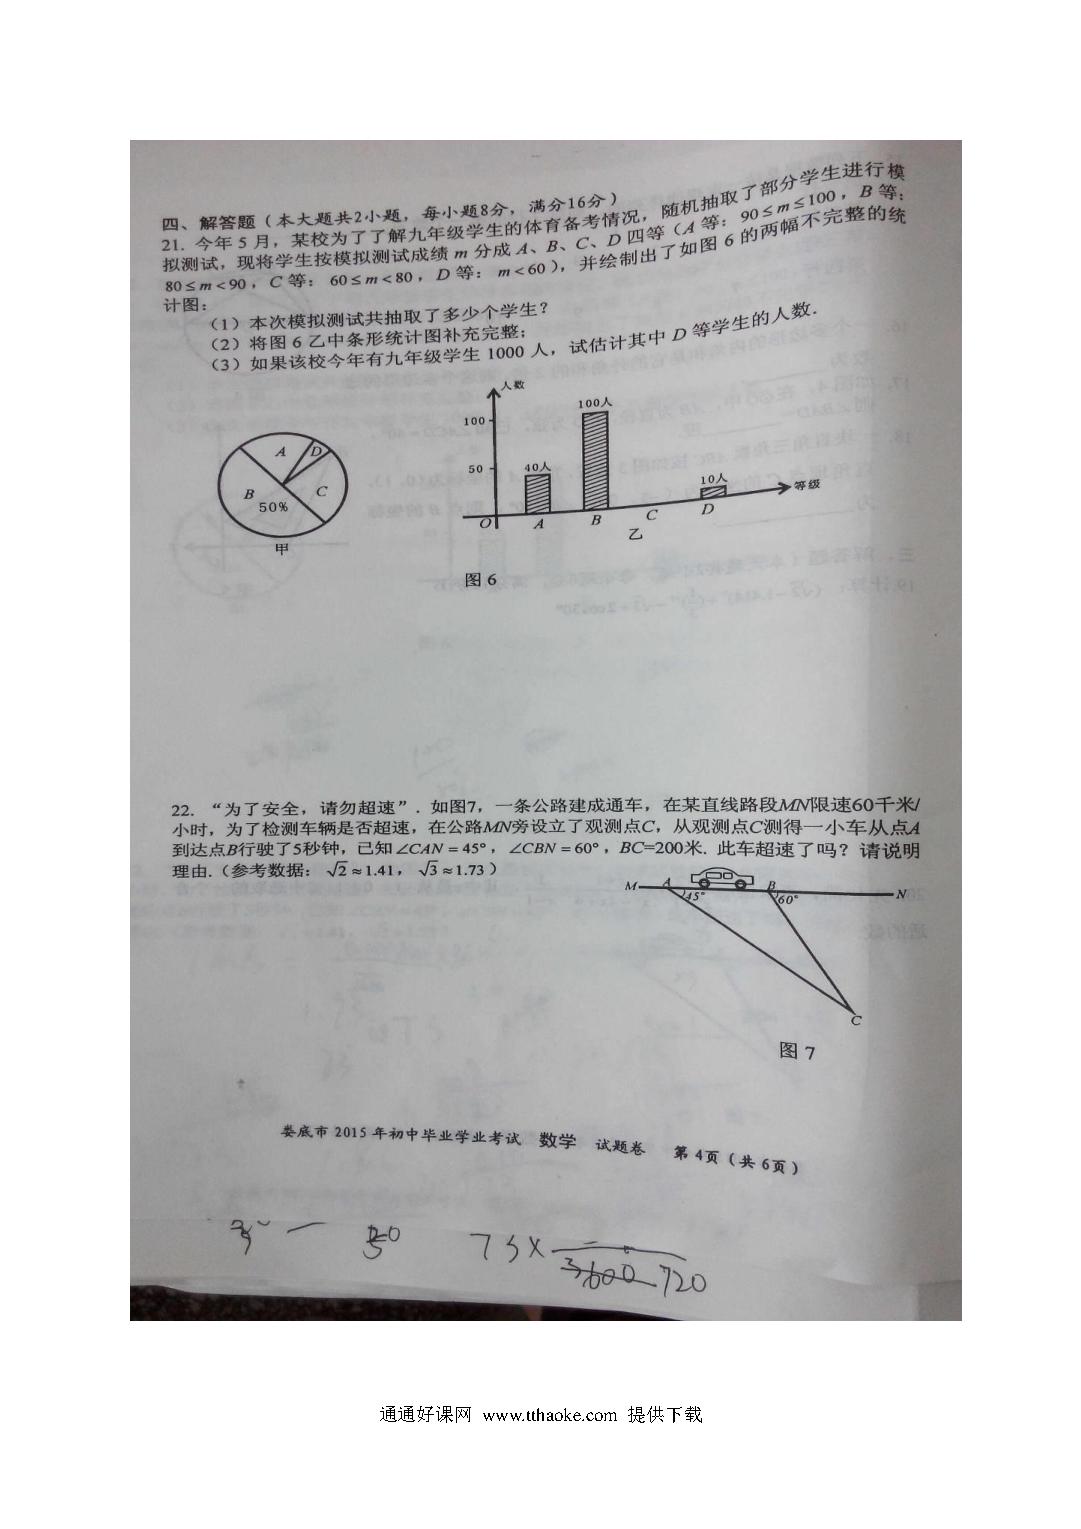 四、解答题（本大题共2小题，每小题8分，满分16分）
21. 今年 5 月，某校为了了解九年级学生的体育备考情况，随机抽取了部分学生进行模
拟测试，现将学生按模拟测试成绩 m 分成 A、B、C、D 四等（A 等：90≤m≤100，B 等：
80≤m<90，C 等：60≤m<80，D 等：m<60），并绘制出了如图 6 的两幅不完整的统
计图：
（1）本次模拟测试共抽取了多少个学生？
（2）将图 6 乙中条形统计图补充完整；
（3）如果该校今年有九年级学生 1000 人，试估计其中 D 等学生的人数.
A
D
B
50%
C
甲
人数
100
50
O
40人
100人
10人
A
B
C
D
等级
乙
图 6
22. “为了安全，请勿超速”. 如图7，一条公路建成通车，在某直线路段MN限速60千米/
小时，为了检测车辆是否超速，在公路MN旁设立了观测点C，从观测点C测得一小车从点A
到达点B行驶了5秒钟，已知∠CAN = 45°，∠CBN = 60°，BC=200米. 此车超速了吗？请说明
理由.（参考数据：√2 ≈1.41，√3 ≈1.73）
M
A
45°
B
60°
N
C
图 7
娄底市 2015 年初中毕业学业考试 数学 试题卷 第 4页（共 6页）
73×
3600 720
通通好课网 www.tthaoke.com 提供下载